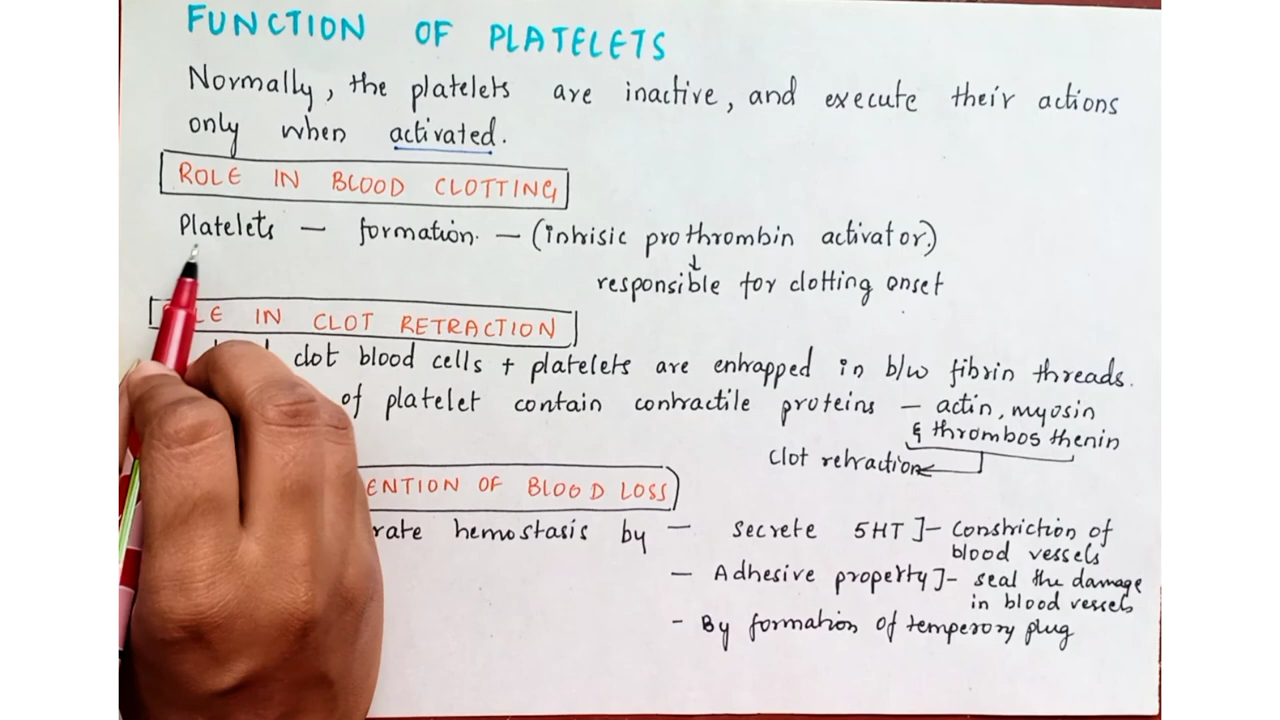 FUNCTION OF PLATELETS
Normally, the platelets are inactive, and execute their actions
only when activated.
ROLE IN BLOOD CLOTTING
Platelets — formation. — (intrisic prothrombin activator)
↓
responsible for clotting onset
LE IN CLOT RETRACTION
clot blood cells + platelets are entrapped in b/w fibrin threads.
of platelet contain contractile proteins — actin, myosin
& thrombosthenin
clot retraction
ENTION OF BLOOD LOSS
rate hemostasis by — secrete 5HT ]- Constriction of
blood vessels
— Adhesive property ]- seal the damage
in blood vessels
- By formation of temperory plug